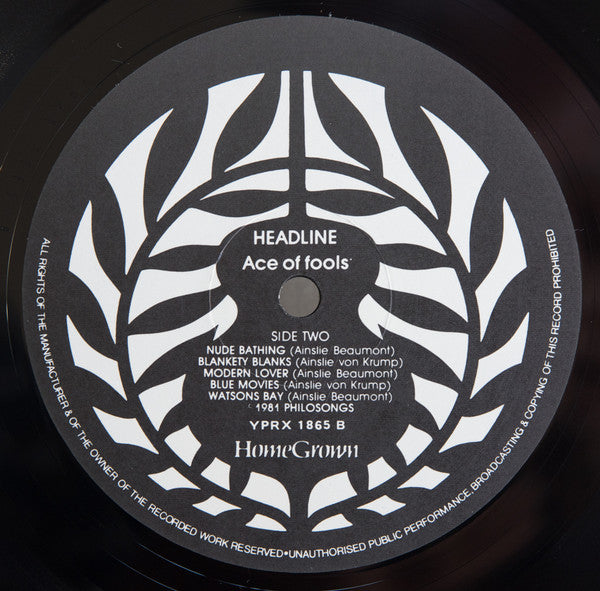 HEADLINE
Ace of fools
SIDE TWO
NUDE BATHING (Ainslie Beaumont)
BLANKETY BLANKS (Ainslie von Krump)
MODERN LOVER (Ainslie Beaumont)
BLUE MOVIES (Ainslie von Krump)
WATSONS BAY (Ainslie Beaumont)
© 1981 PHILOSONGS
YPRX 1865 B
HomeGrown
ALL RIGHTS OF THE MANUFACTURER & OF THE OWNER OF THE RECORDED WORK RESERVED•UNAUTHORISED PUBLIC PERFORMANCE, BROADCASTING & COPYING OF THIS RECORD PROHIBITED